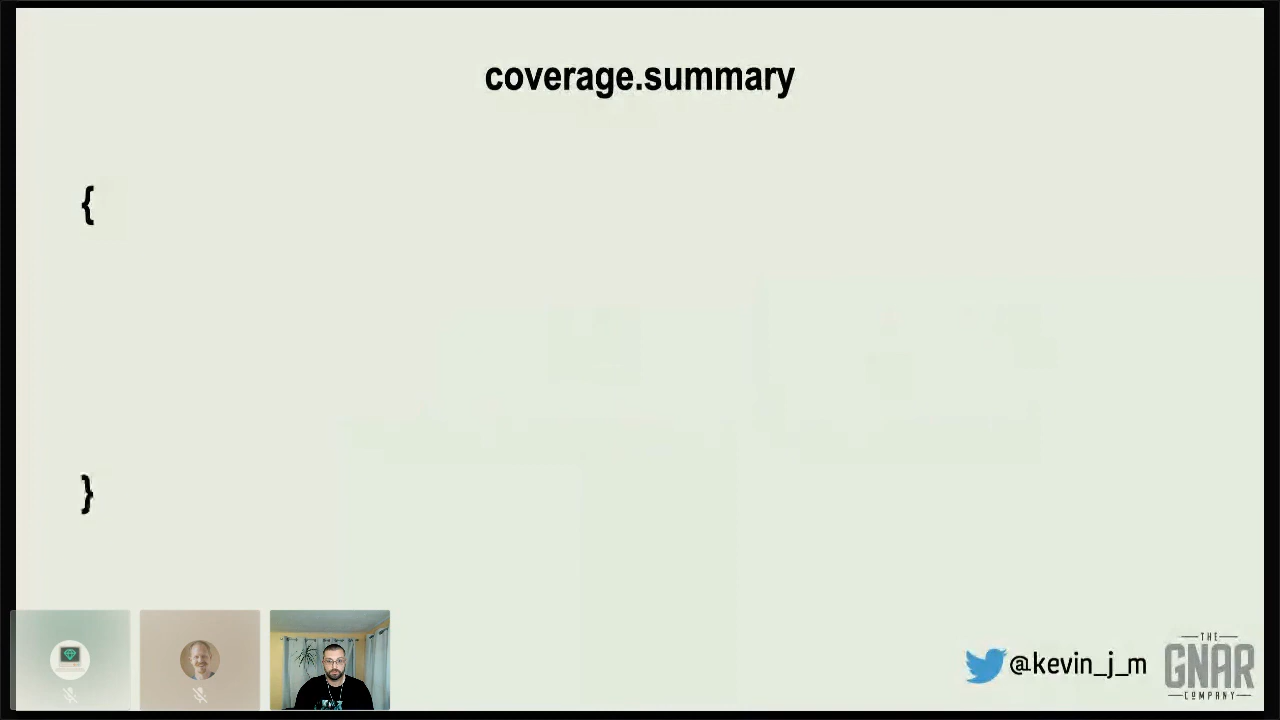 coverage.summary
{
}
@kevin_j_m
THE
GNAR
COMPANY